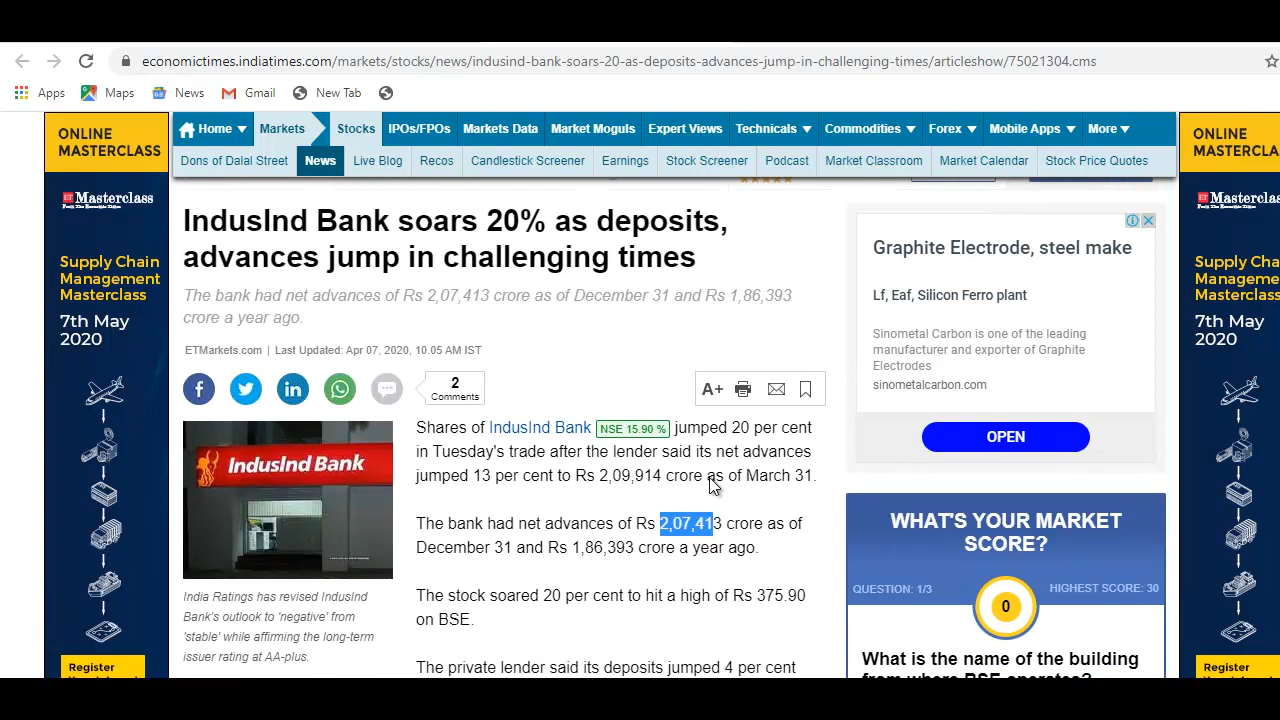 economictimes.indiatimes.com/markets/stocks/news/indusind-bank-soars-20-as-deposits-advances-jump-in-challenging-times/articleshow/75021304.cms
Apps Maps News Gmail New Tab
ONLINE
MASTERCLASS
ET Masterclass
Supply Chain
Management
Masterclass
7th May
2020
Register
Home Markets Stocks IPOs/FPOs Markets Data Market Moguls Expert Views Technicals Commodities Forex Mobile Apps More
Dons of Dalal Street News Live Blog Recos Candlestick Screener Earnings Stock Screener Podcast Market Classroom Market Calendar Stock Price Quotes
IndusInd Bank soars 20% as deposits,
advances jump in challenging times
The bank had net advances of Rs 2,07,413 crore as of December 31 and Rs 1,86,393
crore a year ago.
ETMarkets.com | Last Updated: Apr 07, 2020, 10.05 AM IST
2
Comments
A+
IndusInd Bank
India Ratings has revised IndusInd
Bank's outlook to 'negative' from
'stable' while affirming the long-term
issuer rating at AA-plus.
Shares of IndusInd Bank NSE 15.90 % jumped 20 per cent
in Tuesday's trade after the lender said its net advances
jumped 13 per cent to Rs 2,09,914 crore as of March 31.
The bank had net advances of Rs 2,07,413 crore as of
December 31 and Rs 1,86,393 crore a year ago.
The stock soared 20 per cent to hit a high of Rs 375.90
on BSE.
The private lender said its deposits jumped 4 per cent
Graphite Electrode, steel make
Lf, Eaf, Silicon Ferro plant
Sinometal Carbon is one of the leading
manufacturer and exporter of Graphite
Electrodes
sinometalcarbon.com
OPEN
WHAT'S YOUR MARKET
SCORE?
QUESTION: 1/3 HIGHEST SCORE: 30
0
What is the name of the building
from where BSE operates?
ONLINE
MASTERCLA
Masterclass
Supply Cha
Manageme
Masterclass
7th May
2020
Register